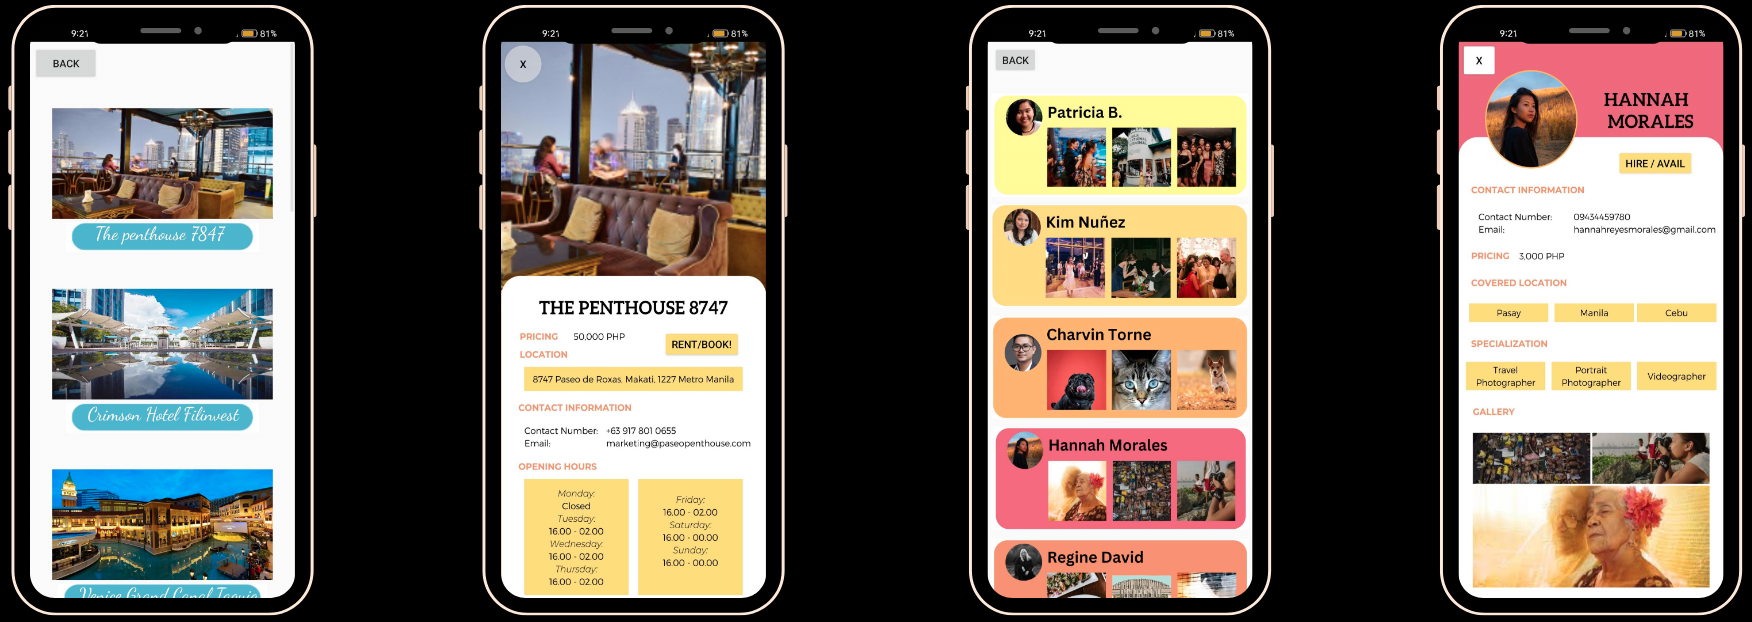 9:21
81%
BACK
The penthouse 7847
Crimson Hotel Filinvest
Venice Grand Canal Taguig
9:21
81%
X
THE PENTHOUSE 8747
PRICING 50,000 PHP
RENT/BOOK!
LOCATION
8747 Paseo de Roxas, Makati, 1227 Metro Manila
CONTACT INFORMATION
Contact Number: +63 917 801 0655
Email: marketing@paseopenthouse.com
OPENING HOURS
Monday:
Closed
Tuesday:
16.00 - 02.00
Wednesday:
16.00 - 02.00
Thursday:
16.00 - 02.00
Friday:
16.00 - 02.00
Saturday:
16.00 - 00.00
Sunday:
16.00 - 00.00
9:21
81%
BACK
Patricia B.
Kim Nuñez
Charvin Torne
Hannah Morales
Regine David
9:21
81%
X
HANNAH
MORALES
HIRE / AVAIL
CONTACT INFORMATION
Contact Number: 09434459780
Email: hannahreyesmorales@gmail.com
PRICING 3,000 PHP
COVERED LOCATION
Pasay
Manila
Cebu
SPECIALIZATION
Travel
Photographer
Portrait
Photographer
Videographer
GALLERY